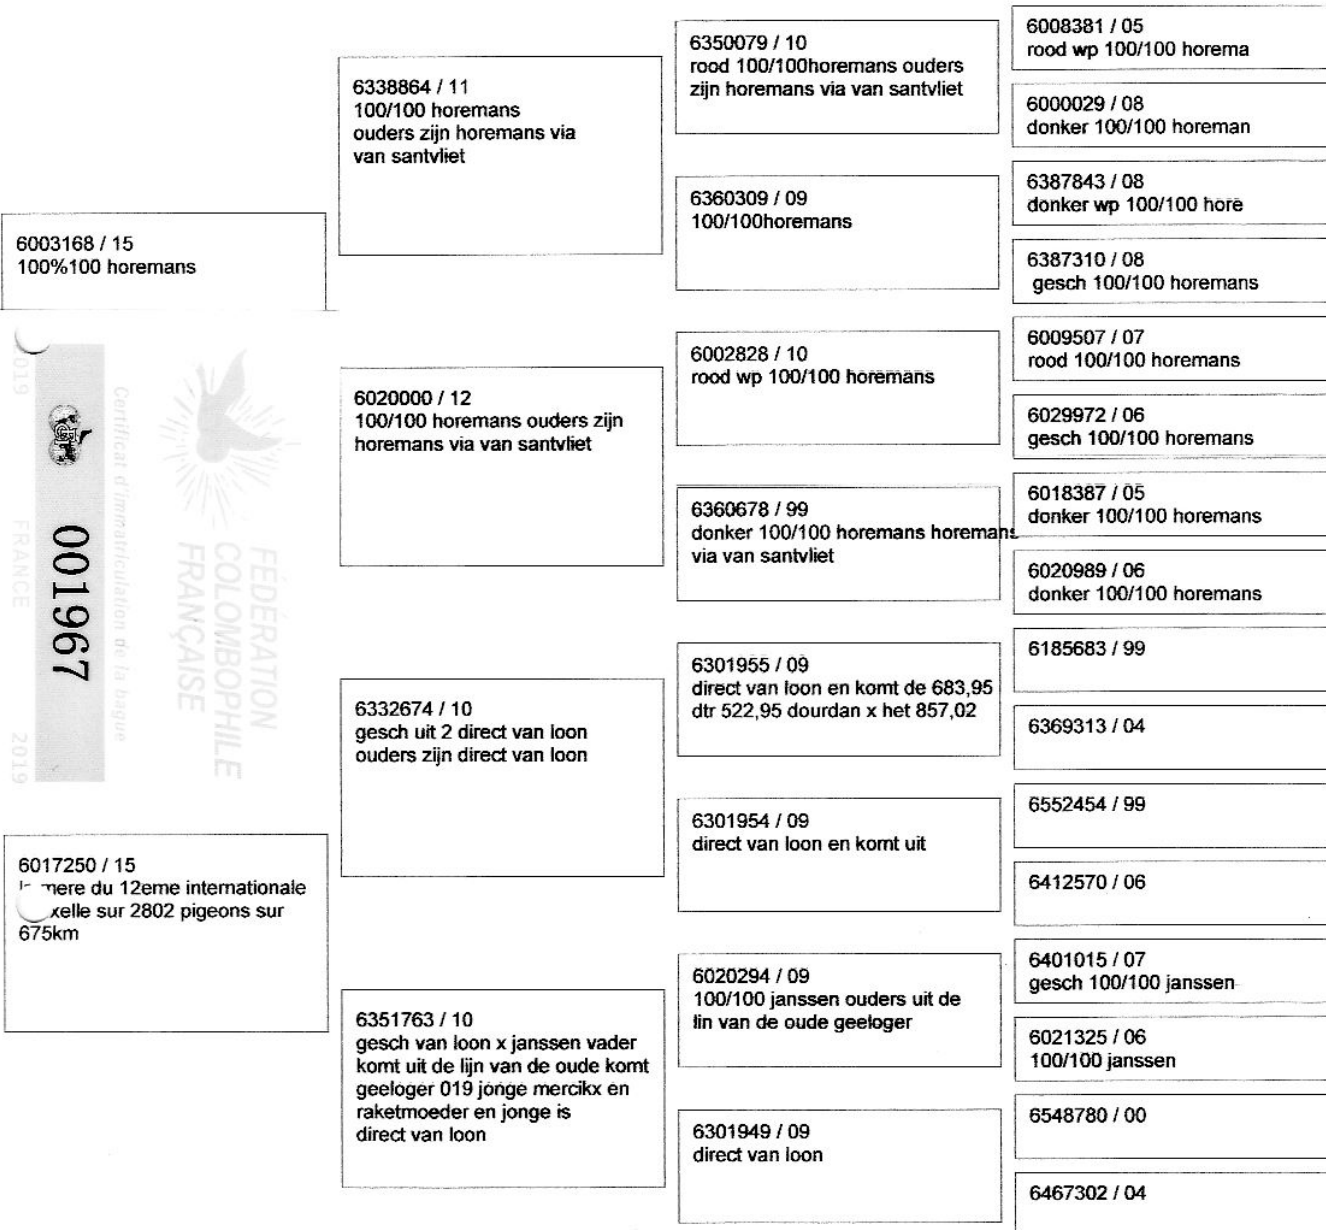 6003168 / 15
100%100 horemans
2019
FRANCE
2019
001967
Certificat d'immatriculation de la bague
FÉDÉRATION
COLOMBOPHILE
FRANÇAISE
6017250 / 15
mere du 12eme internationale
sur 2802 pigeons sur
675km
6338864 / 11
100/100 horemans
ouders zijn horemans via
van santvliet
6020000 / 12
100/100 horemans ouders zijn
horemans via van santvliet
6332674 / 10
gesch uit 2 direct van loon
ouders zijn direct van loon
6351763 / 10
gesch van loon x janssen vader
komt uit de lijn van de oude komt
geeloger 019 jonge mercikx en
raketmoeder en jonge is
direct van loon
6350079 / 10
rood 100/100horemans ouders
zijn horemans via van santvliet
6360309 / 09
100/100horemans
6002828 / 10
rood wp 100/100 horemans
6360678 / 99
donker 100/100 horemans horemans
via van santvliet
6301955 / 09
direct van loon en komt de 683,95
dtr 522,95 dourdan x het 857,02
6301954 / 09
direct van loon en komt uit
6020294 / 09
100/100 janssen ouders uit de
lin van de oude geeloger
6301949 / 09
direct van loon
6008381 / 05
rood wp 100/100 horema
6000029 / 08
donker 100/100 horeman
6387843 / 08
donker wp 100/100 hore
6387310 / 08
gesch 100/100 horemans
6009507 / 07
rood 100/100 horemans
6029972 / 06
gesch 100/100 horemans
6018387 / 05
donker 100/100 horemans
6020989 / 06
donker 100/100 horemans
6185683 / 99
6369313 / 04
6552454 / 99
6412570 / 06
6401015 / 07
gesch 100/100 janssen
6021325 / 06
100/100 janssen
6548780 / 00
6467302 / 04